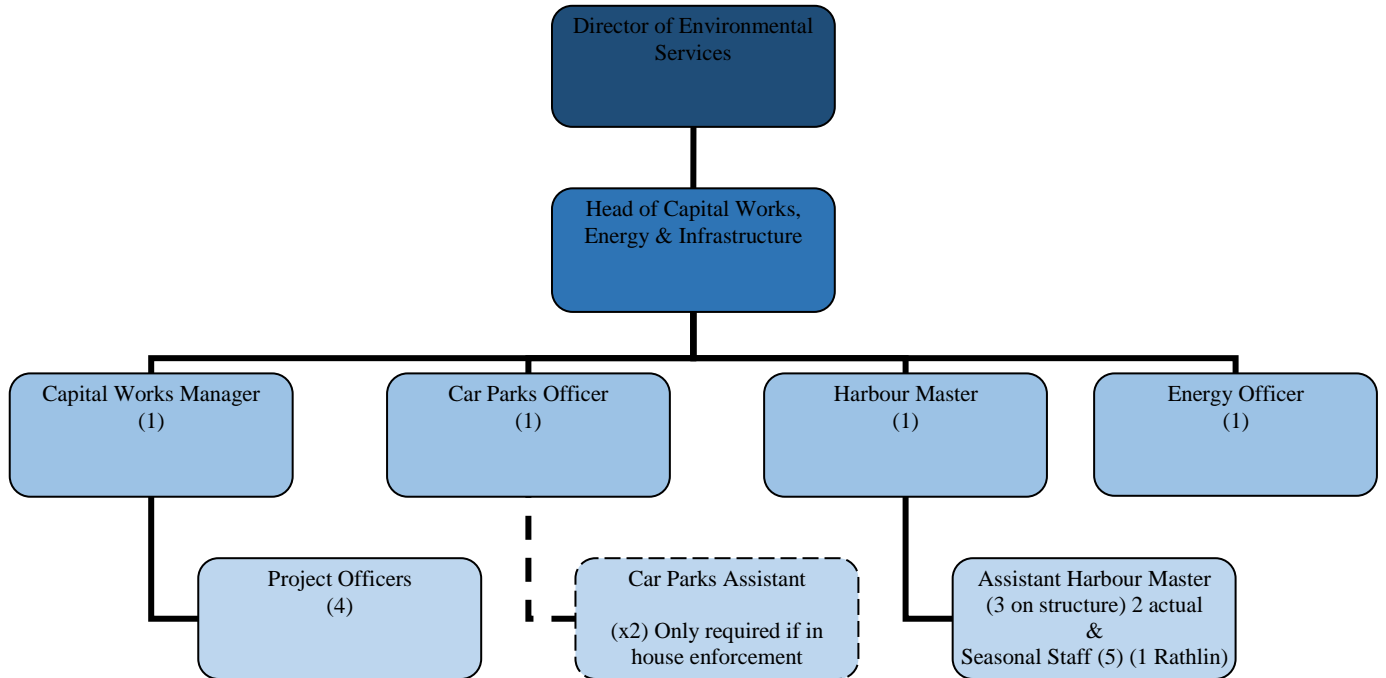 Director of Environmental
Services
Head of Capital Works,
Energy & Infrastructure
Capital Works Manager
(1)
Car Parks Officer
(1)
Harbour Master
(1)
Energy Officer
(1)
Project Officers
(4)
Car Parks Assistant
(x2) Only required if in
house enforcement
Assistant Harbour Master
(3 on structure) 2 actual
&
Seasonal Staff (5) (1 Rathlin)